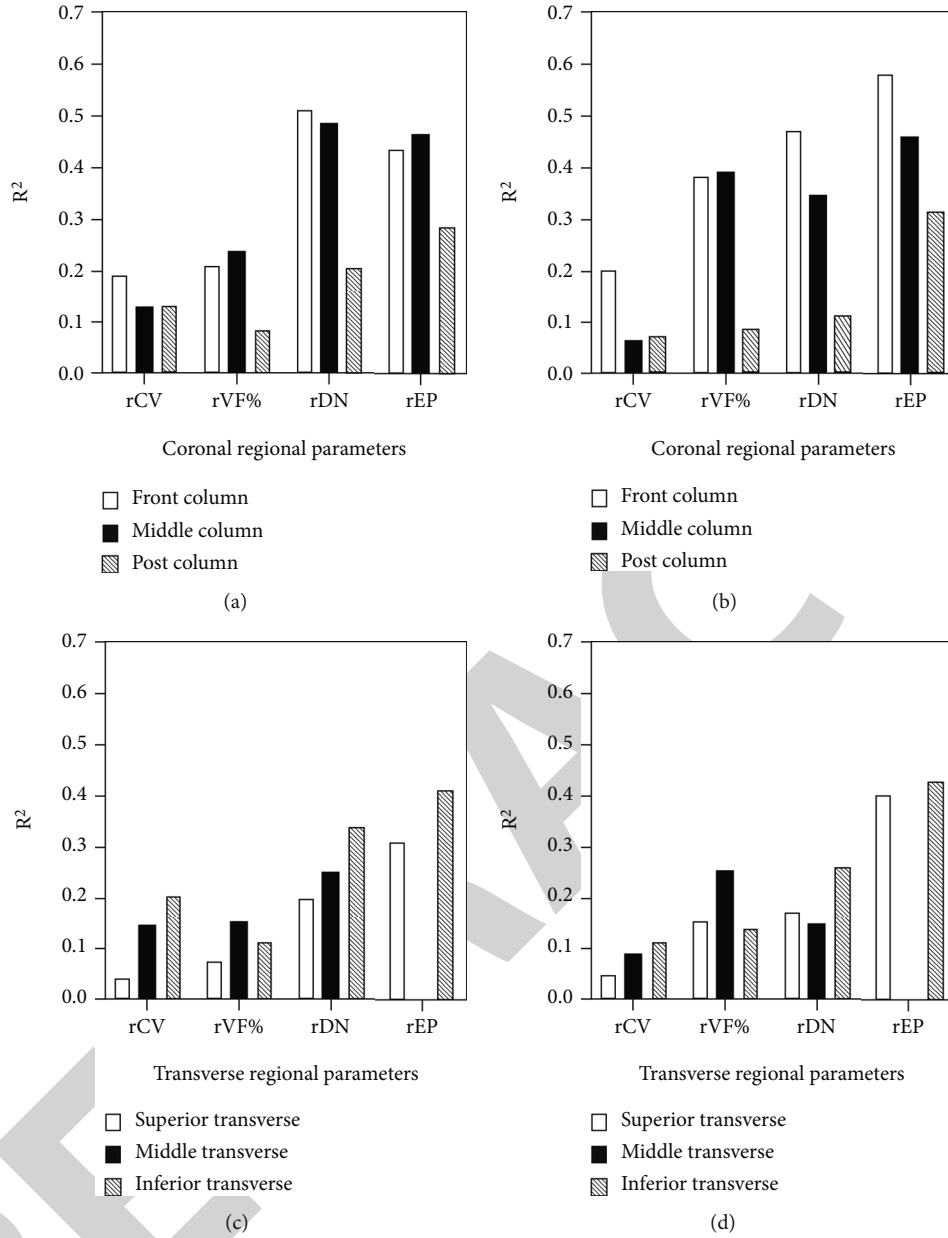 0.7
0.6
0.5
0.4
0.3
0.2
0.1
0.0
R²
rCV rVF% rDN rEP
Coronal regional parameters
Front column
Middle column
Post column
(a)
0.7
0.6
0.5
0.4
0.3
0.2
0.1
0.0
R²
rCV rVF% rDN rEP
Coronal regional parameters
Front column
Middle column
Post column
(b)
0.7
0.6
0.5
0.4
0.3
0.2
0.1
0.0
R²
rCV rVF% rDN rEP
Transverse regional parameters
Superior transverse
Middle transverse
Inferior transverse
(c)
0.7
0.6
0.5
0.4
0.3
0.2
0.1
0.0
R²
rCV rVF% rDN rEP
Transverse regional parameters
Superior transverse
Middle transverse
Inferior transverse
(d)